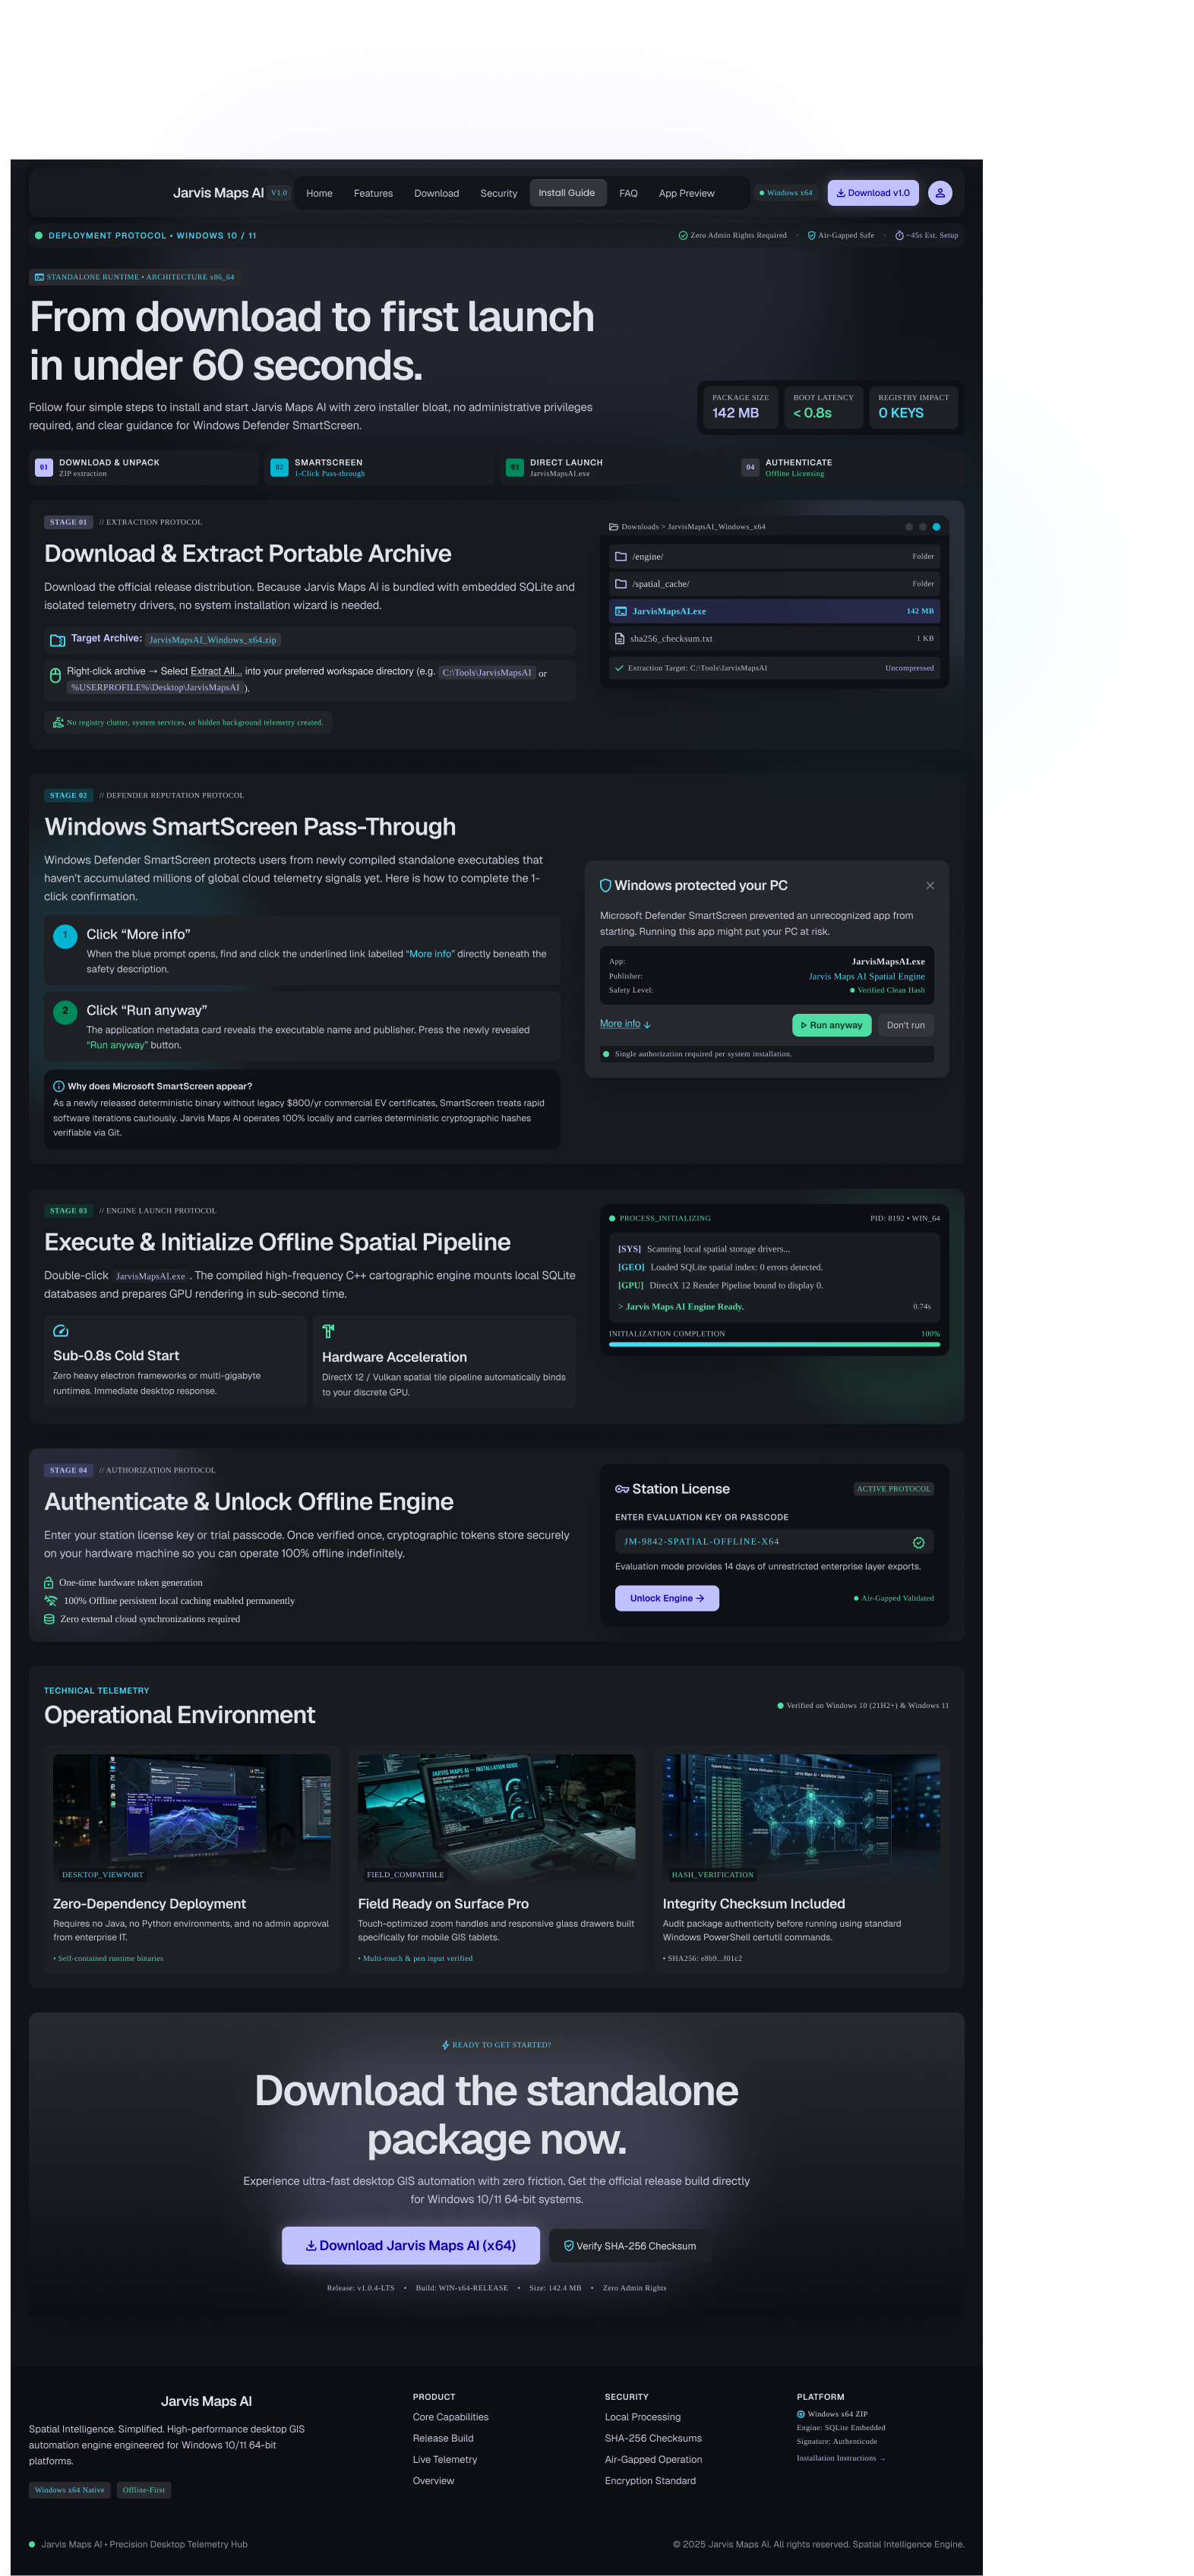 Jarvis Maps AI V1.0 Home Features Download Security Install Guide FAQ App Preview Windows x64 Download v1.0
DEPLOYMENT PROTOCOL • WINDOWS 10 / 11
Zero Admin Rights Required • Air-Gapped Safe • ~45s Est. Setup
STANDALONE RUNTIME • ARCHITECTURE x86_64
From download to first launch
in under 60 seconds.
Follow four simple steps to install and start Jarvis Maps AI with zero installer bloat, no administrative privileges
required, and clear guidance for Windows Defender SmartScreen.
PACKAGE SIZE
142 MB
BOOT LATENCY
< 0.8s
REGISTRY IMPACT
0 KEYS
01 DOWNLOAD & UNPACK
ZIP extraction
02 SMARTSCREEN
1-Click Pass-through
03 DIRECT LAUNCH
JarvisMapsAI.exe
04 AUTHENTICATE
Offline Licensing
STAGE 01 // EXTRACTION PROTOCOL
Download & Extract Portable Archive
Download the official release distribution. Because Jarvis Maps AI is bundled with embedded SQLite and
isolated telemetry drivers, no system installation wizard is needed.
Target Archive: JarvisMapsAI_Windows_x64.zip
Right-click archive → Select Extract All... into your preferred workspace directory (e.g. C:\Tools\JarvisMapsAI or
%USERPROFILE%\Desktop\JarvisMapsAI ).
No registry clutter, system services, or hidden background telemetry created.
Downloads > JarvisMapsAI_Windows_x64
/engine/ Folder
/spatial_cache/ Folder
JarvisMapsAI.exe 142 MB
sha256_checksum.txt 1 KB
Extraction Target: C:\Tools\JarvisMapsAI Uncompressed
STAGE 02 // DEFENDER REPUTATION PROTOCOL
Windows SmartScreen Pass-Through
Windows Defender SmartScreen protects users from newly compiled standalone executables that
haven't accumulated millions of global cloud telemetry signals yet. Here is how to complete the 1-
click confirmation.
1 Click “More info”
When the blue prompt opens, find and click the underlined link labelled “More info” directly beneath the
safety description.
2 Click “Run anyway”
The application metadata card reveals the executable name and publisher. Press the newly revealed
“Run anyway” button.
Why does Microsoft SmartScreen appear?
As a newly released deterministic binary without legacy $800/yr commercial EV certificates, SmartScreen treats rapid
software iterations cautiously. Jarvis Maps AI operates 100% locally and carries deterministic cryptographic hashes
verifiable via Git.
Windows protected your PC
Microsoft Defender SmartScreen prevented an unrecognized app from
starting. Running this app might put your PC at risk.
App: JarvisMapsAI.exe
Publisher: Jarvis Maps AI Spatial Engine
Safety Level: Verified Clean Hash
More info ↓ Run anyway Don't run
Single authorization required per system installation.
STAGE 03 // ENGINE LAUNCH PROTOCOL
Execute & Initialize Offline Spatial Pipeline
Double-click JarvisMapsAI.exe . The compiled high-frequency C++ cartographic engine mounts local SQLite
databases and prepares GPU rendering in sub-second time.
Sub-0.8s Cold Start
Zero heavy electron frameworks or multi-gigabyte
runtimes. Immediate desktop response.
Hardware Acceleration
DirectX 12 / Vulkan spatial tile pipeline automatically binds
to your discrete GPU.
PROCESS_INITIALIZING PID: 8192 • WIN_64
[SYS] Scanning local spatial storage drivers...
[GEO] Loaded SQLite spatial index: 0 errors detected.
[GPU] DirectX 12 Render Pipeline bound to display 0.
> Jarvis Maps AI Engine Ready. 0.74s
INITIALIZATION COMPLETION 100%
STAGE 04 // AUTHORIZATION PROTOCOL
Authenticate & Unlock Offline Engine
Enter your station license key or trial passcode. Once verified once, cryptographic tokens store securely
on your hardware machine so you can operate 100% offline indefinitely.
One-time hardware token generation
100% Offline persistent local caching enabled permanently
Zero external cloud synchronizations required
Station License ACTIVE PROTOCOL
ENTER EVALUATION KEY OR PASSCODE
JM-9842-SPATIAL-OFFLINE-X64
Evaluation mode provides 14 days of unrestricted enterprise layer exports.
Unlock Engine → Air-Gapped Validated
TECHNICAL TELEMETRY
Operational Environment
Verified on Windows 10 (21H2+) & Windows 11
DESKTOP_VIEWPORT
Zero-Dependency Deployment
Requires no Java, no Python environments, and no admin approval
from enterprise IT.
• Self-contained runtime binaries
JARVIS MAPS AI — INSTALLATION GUIDE
FIELD_COMPATIBLE
Field Ready on Surface Pro
Touch-optimized zoom handles and responsive glass drawers built
specifically for mobile GIS tablets.
• Multi-touch & pen input verified
HASH_VERIFICATION
Integrity Checksum Included
Audit package authenticity before running using standard
Windows PowerShell certutil commands.
• SHA256: e8b9...f01c2
READY TO GET STARTED?
Download the standalone
package now.
Experience ultra-fast desktop GIS automation with zero friction. Get the official release build directly
for Windows 10/11 64-bit systems.
Download Jarvis Maps AI (x64) Verify SHA-256 Checksum
Release: v1.0.4-LTS • Build: WIN-x64-RELEASE • Size: 142.4 MB • Zero Admin Rights
Jarvis Maps AI
Spatial Intelligence. Simplified. High-performance desktop GIS
automation engine engineered for Windows 10/11 64-bit
platforms.
Windows x64 Native Offline-First
PRODUCT
Core Capabilities
Release Build
Live Telemetry
Overview
SECURITY
Local Processing
SHA-256 Checksums
Air-Gapped Operation
Encryption Standard
PLATFORM
Windows x64 ZIP
Engine: SQLite Embedded
Signature: Authenticode
Installation Instructions →
Jarvis Maps AI • Precision Desktop Telemetry Hub
© 2025 Jarvis Maps AI. All rights reserved. Spatial Intelligence Engine.